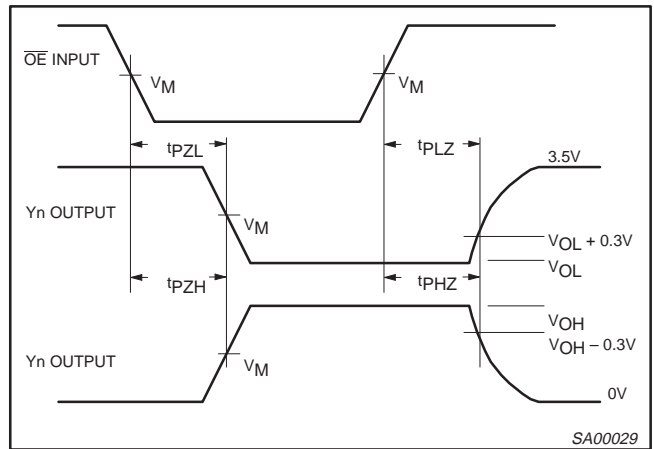 OE INPUT
VM
VM
tPZL
tPLZ
3.5V
Yn OUTPUT
VM
VOL + 0.3V
VOL
tPZH
tPHZ
VOH
VOH – 0.3V
Yn OUTPUT
VM
0V
SA00029